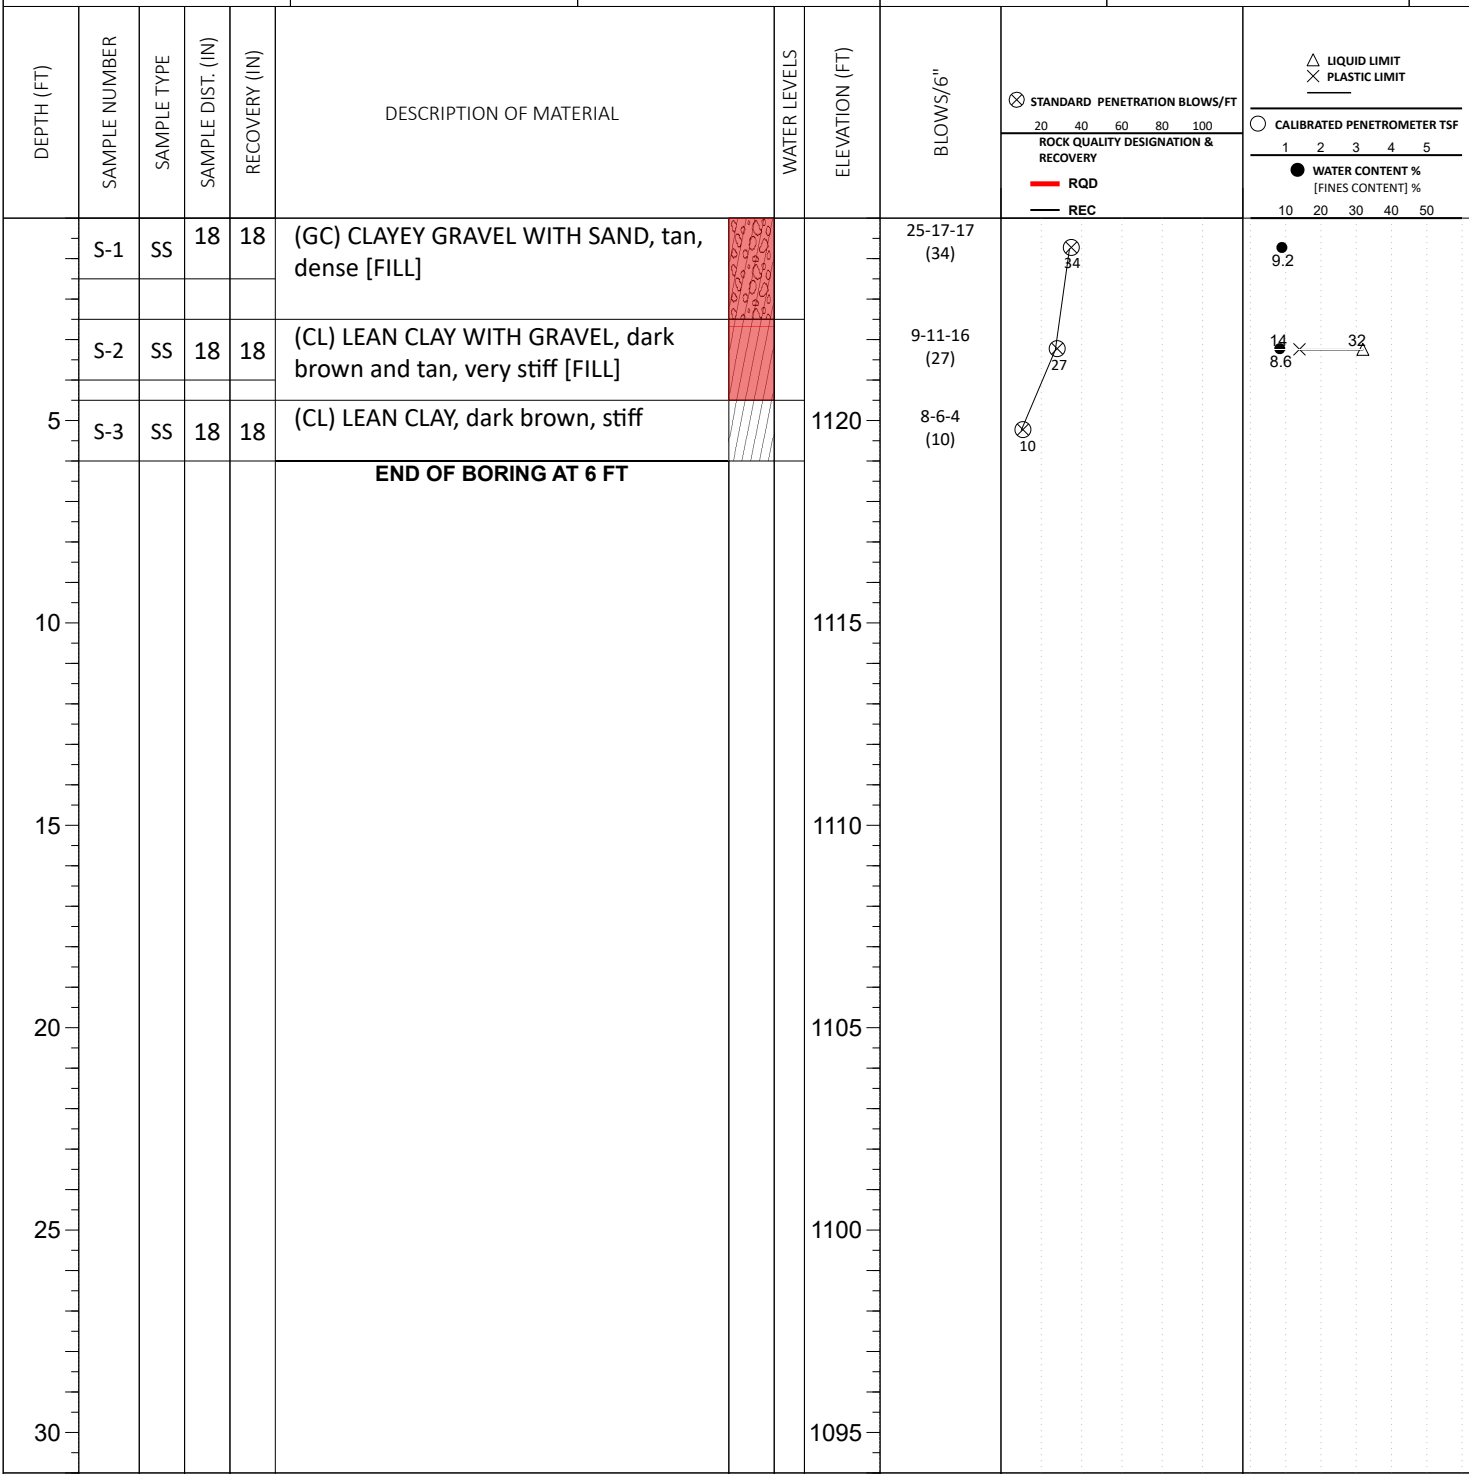 DEPTH (FT)
SAMPLE NUMBER
SAMPLE TYPE
SAMPLE DIST. (IN)
RECOVERY (IN)
DESCRIPTION OF MATERIAL
WATER LEVELS
ELEVATION (FT)
BLOWS/6"
STANDARD PENETRATION BLOWS/FT
20 40 60 80 100
ROCK QUALITY DESIGNATION &
RECOVERY
RQD
REC
LIQUID LIMIT
PLASTIC LIMIT
CALIBRATED PENETROMETER TSF
1 2 3 4 5
WATER CONTENT %
[FINES CONTENT] %
10 20 30 40 50
S-1 SS 18 18
(GC) CLAYEY GRAVEL WITH SAND, tan,
dense [FILL]
25-17-17
(34)
34
9.2
S-2 SS 18 18
(CL) LEAN CLAY WITH GRAVEL, dark
brown and tan, very stiff [FILL]
9-11-16
(27)
27
14 32
8.6
5
S-3 SS 18 18
(CL) LEAN CLAY, dark brown, stiff
1120
8-6-4
(10)
10
END OF BORING AT 6 FT
10 1115
15 1110
20 1105
25 1100
30 1095